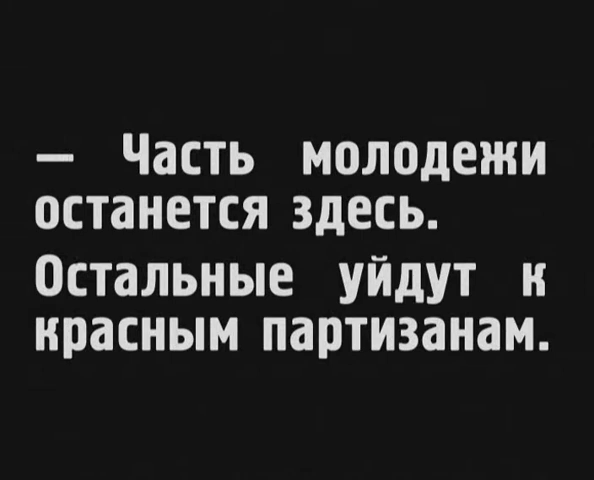 — Часть молодежи
останется здесь.
Остальные уйдут к
красным партизанам.